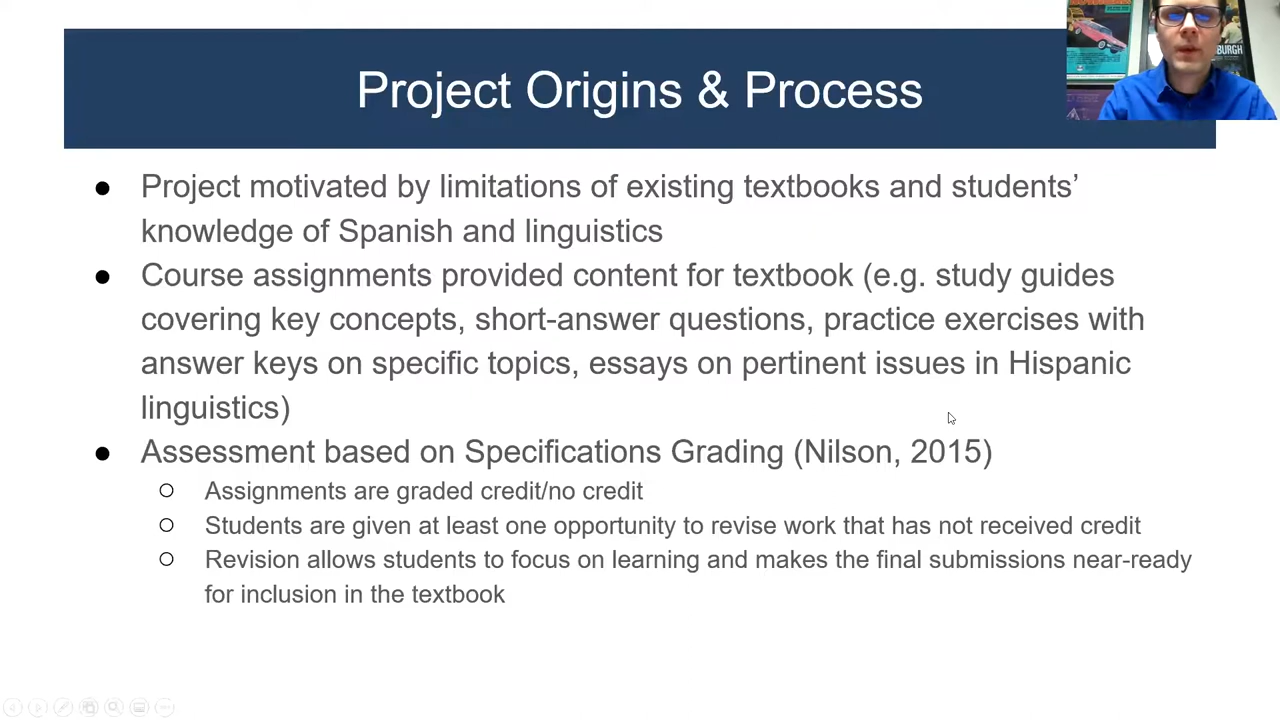 Project Origins & Process
BURGH
● Project motivated by limitations of existing textbooks and students’
knowledge of Spanish and linguistics
● Course assignments provided content for textbook (e.g. study guides
covering key concepts, short-answer questions, practice exercises with
answer keys on specific topics, essays on pertinent issues in Hispanic
linguistics)
● Assessment based on Specifications Grading (Nilson, 2015)
○ Assignments are graded credit/no credit
○ Students are given at least one opportunity to revise work that has not received credit
○ Revision allows students to focus on learning and makes the final submissions near-ready
for inclusion in the textbook